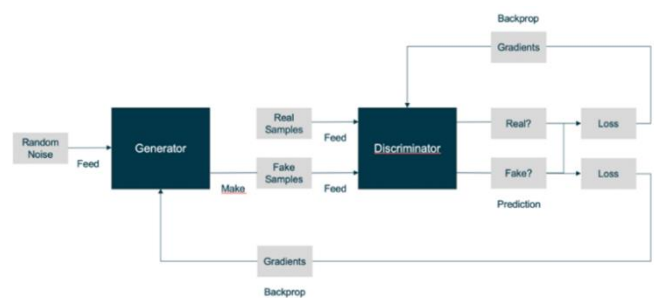 Backprop
Gradients
Random
Noise
Feed
Generator
Make
Real
Samples
Fake
Samples
Feed
Feed
Discriminator
Real?
Fake?
Prediction
Loss
Loss
Gradients
Backprop